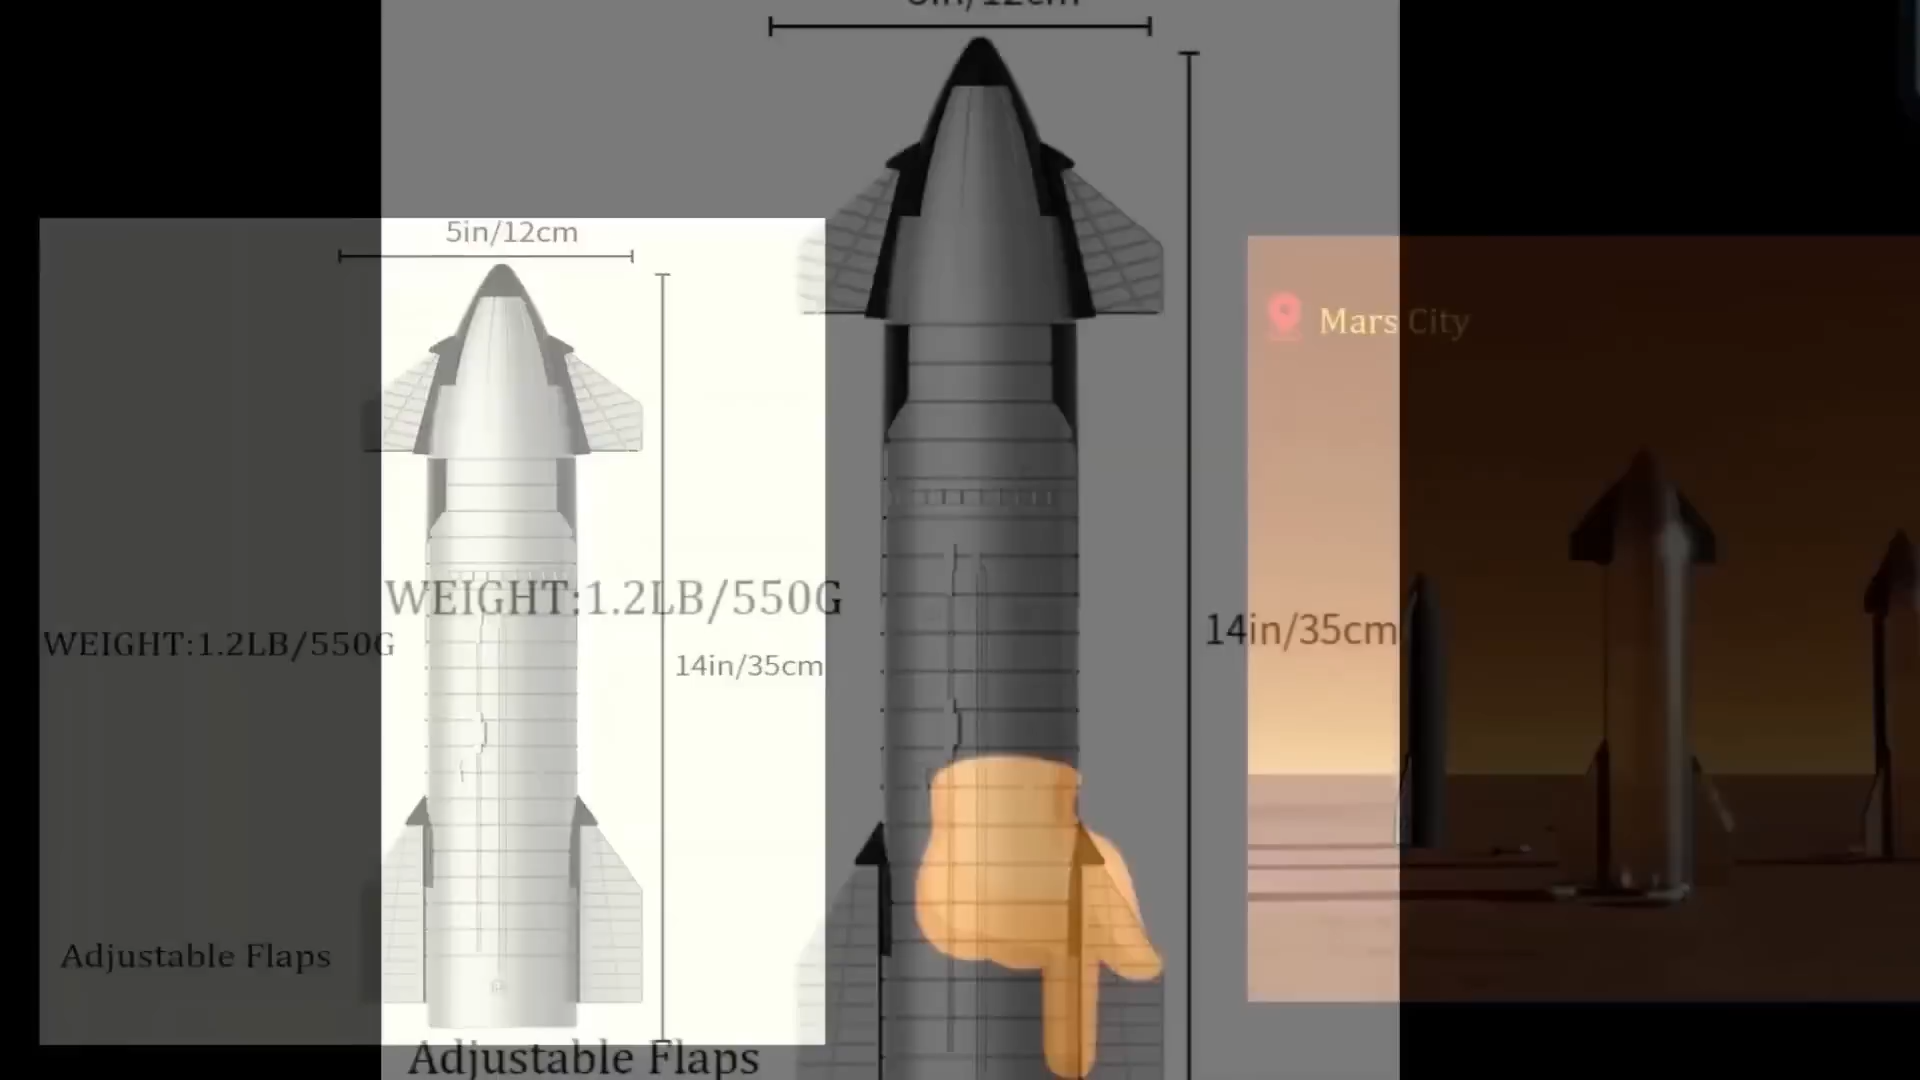 5in/12cm
Mars City
WEIGHT:1.2LB/550G
14in/35cm
WEIGHT:1.2LB/550G
14in/35cm
Adjustable Flaps
Adjustable Flaps